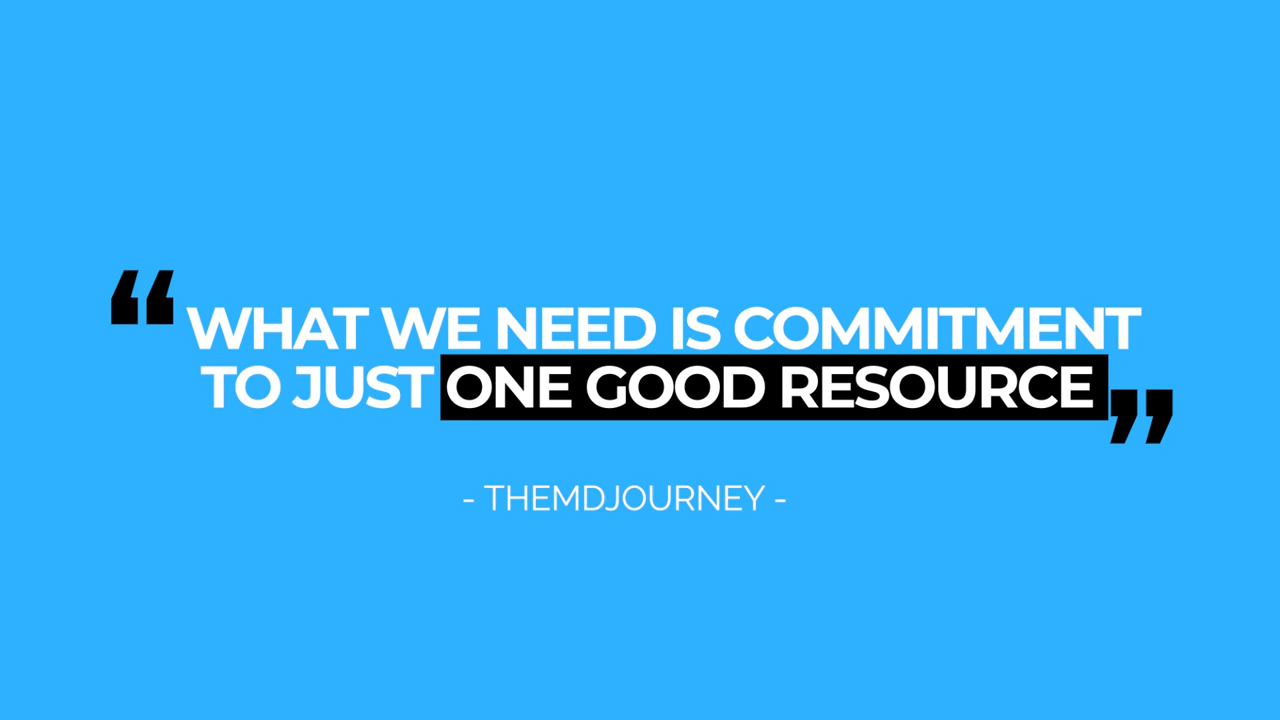 “WHAT WE NEED IS COMMITMENT
TO JUST ONE GOOD RESOURCE”
- THEMDJOURNEY -